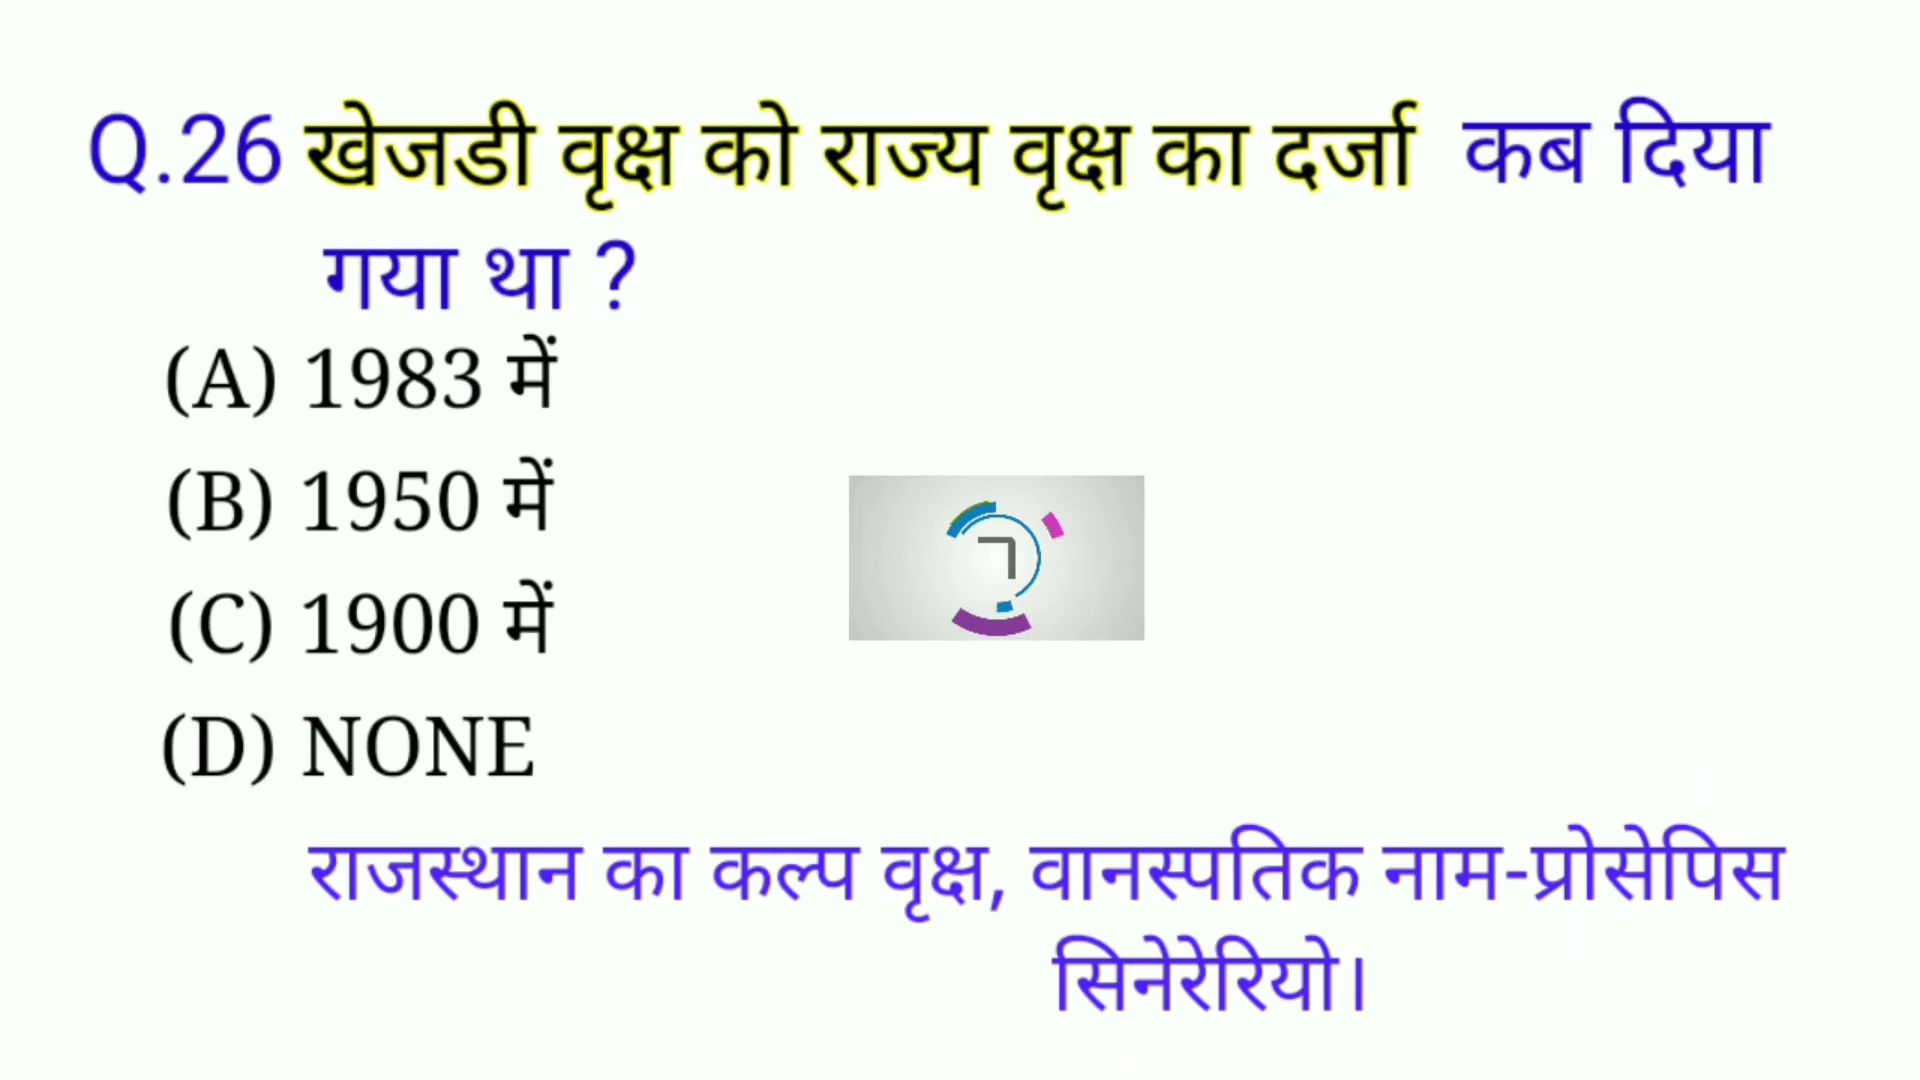 Q.26 खेजडी वृक्ष को राज्य वृक्ष का दर्जा कब दिया
गया था ?
(A) 1983 में
(B) 1950 में
(C) 1900 में
(D) NONE
राजस्थान का कल्प वृक्ष, वानस्पतिक नाम-प्रोसेपिस
सिनेरेरियो।